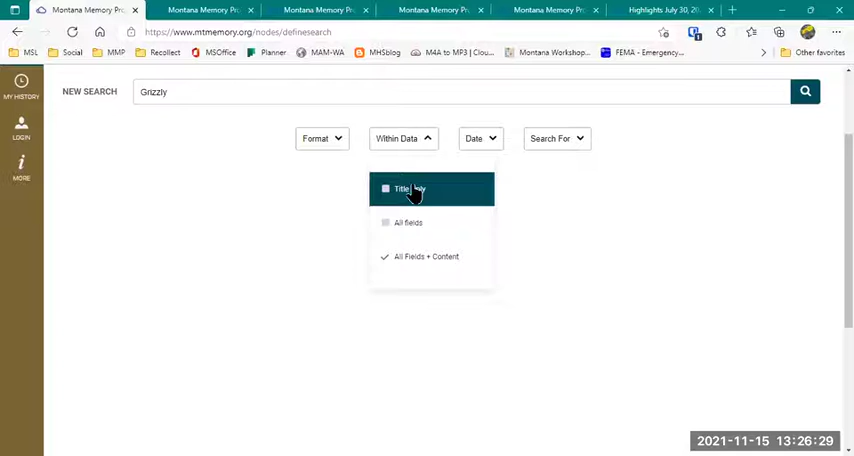 Montana Memory Pro
Montana Memory Pro
Montana Memory Pro
Montana Memory Pro
Montana Memory Pro
Highlights July 30, 20
https://www.mtmemory.org/nodes/definesearch
MSL
Social
MMP
Recollect
MSOffice
Planner
MAM-WA
MHSblog
M4A to MP3 | Clou...
Montana Workshop...
FEMA - Emergency...
Other favorites
MY HISTORY
LOGIN
MORE
NEW SEARCH
Grizzly
Format
Within Data
Date
Search For
Title
All fields
All Fields + Content
2021-11-15 13:26:29